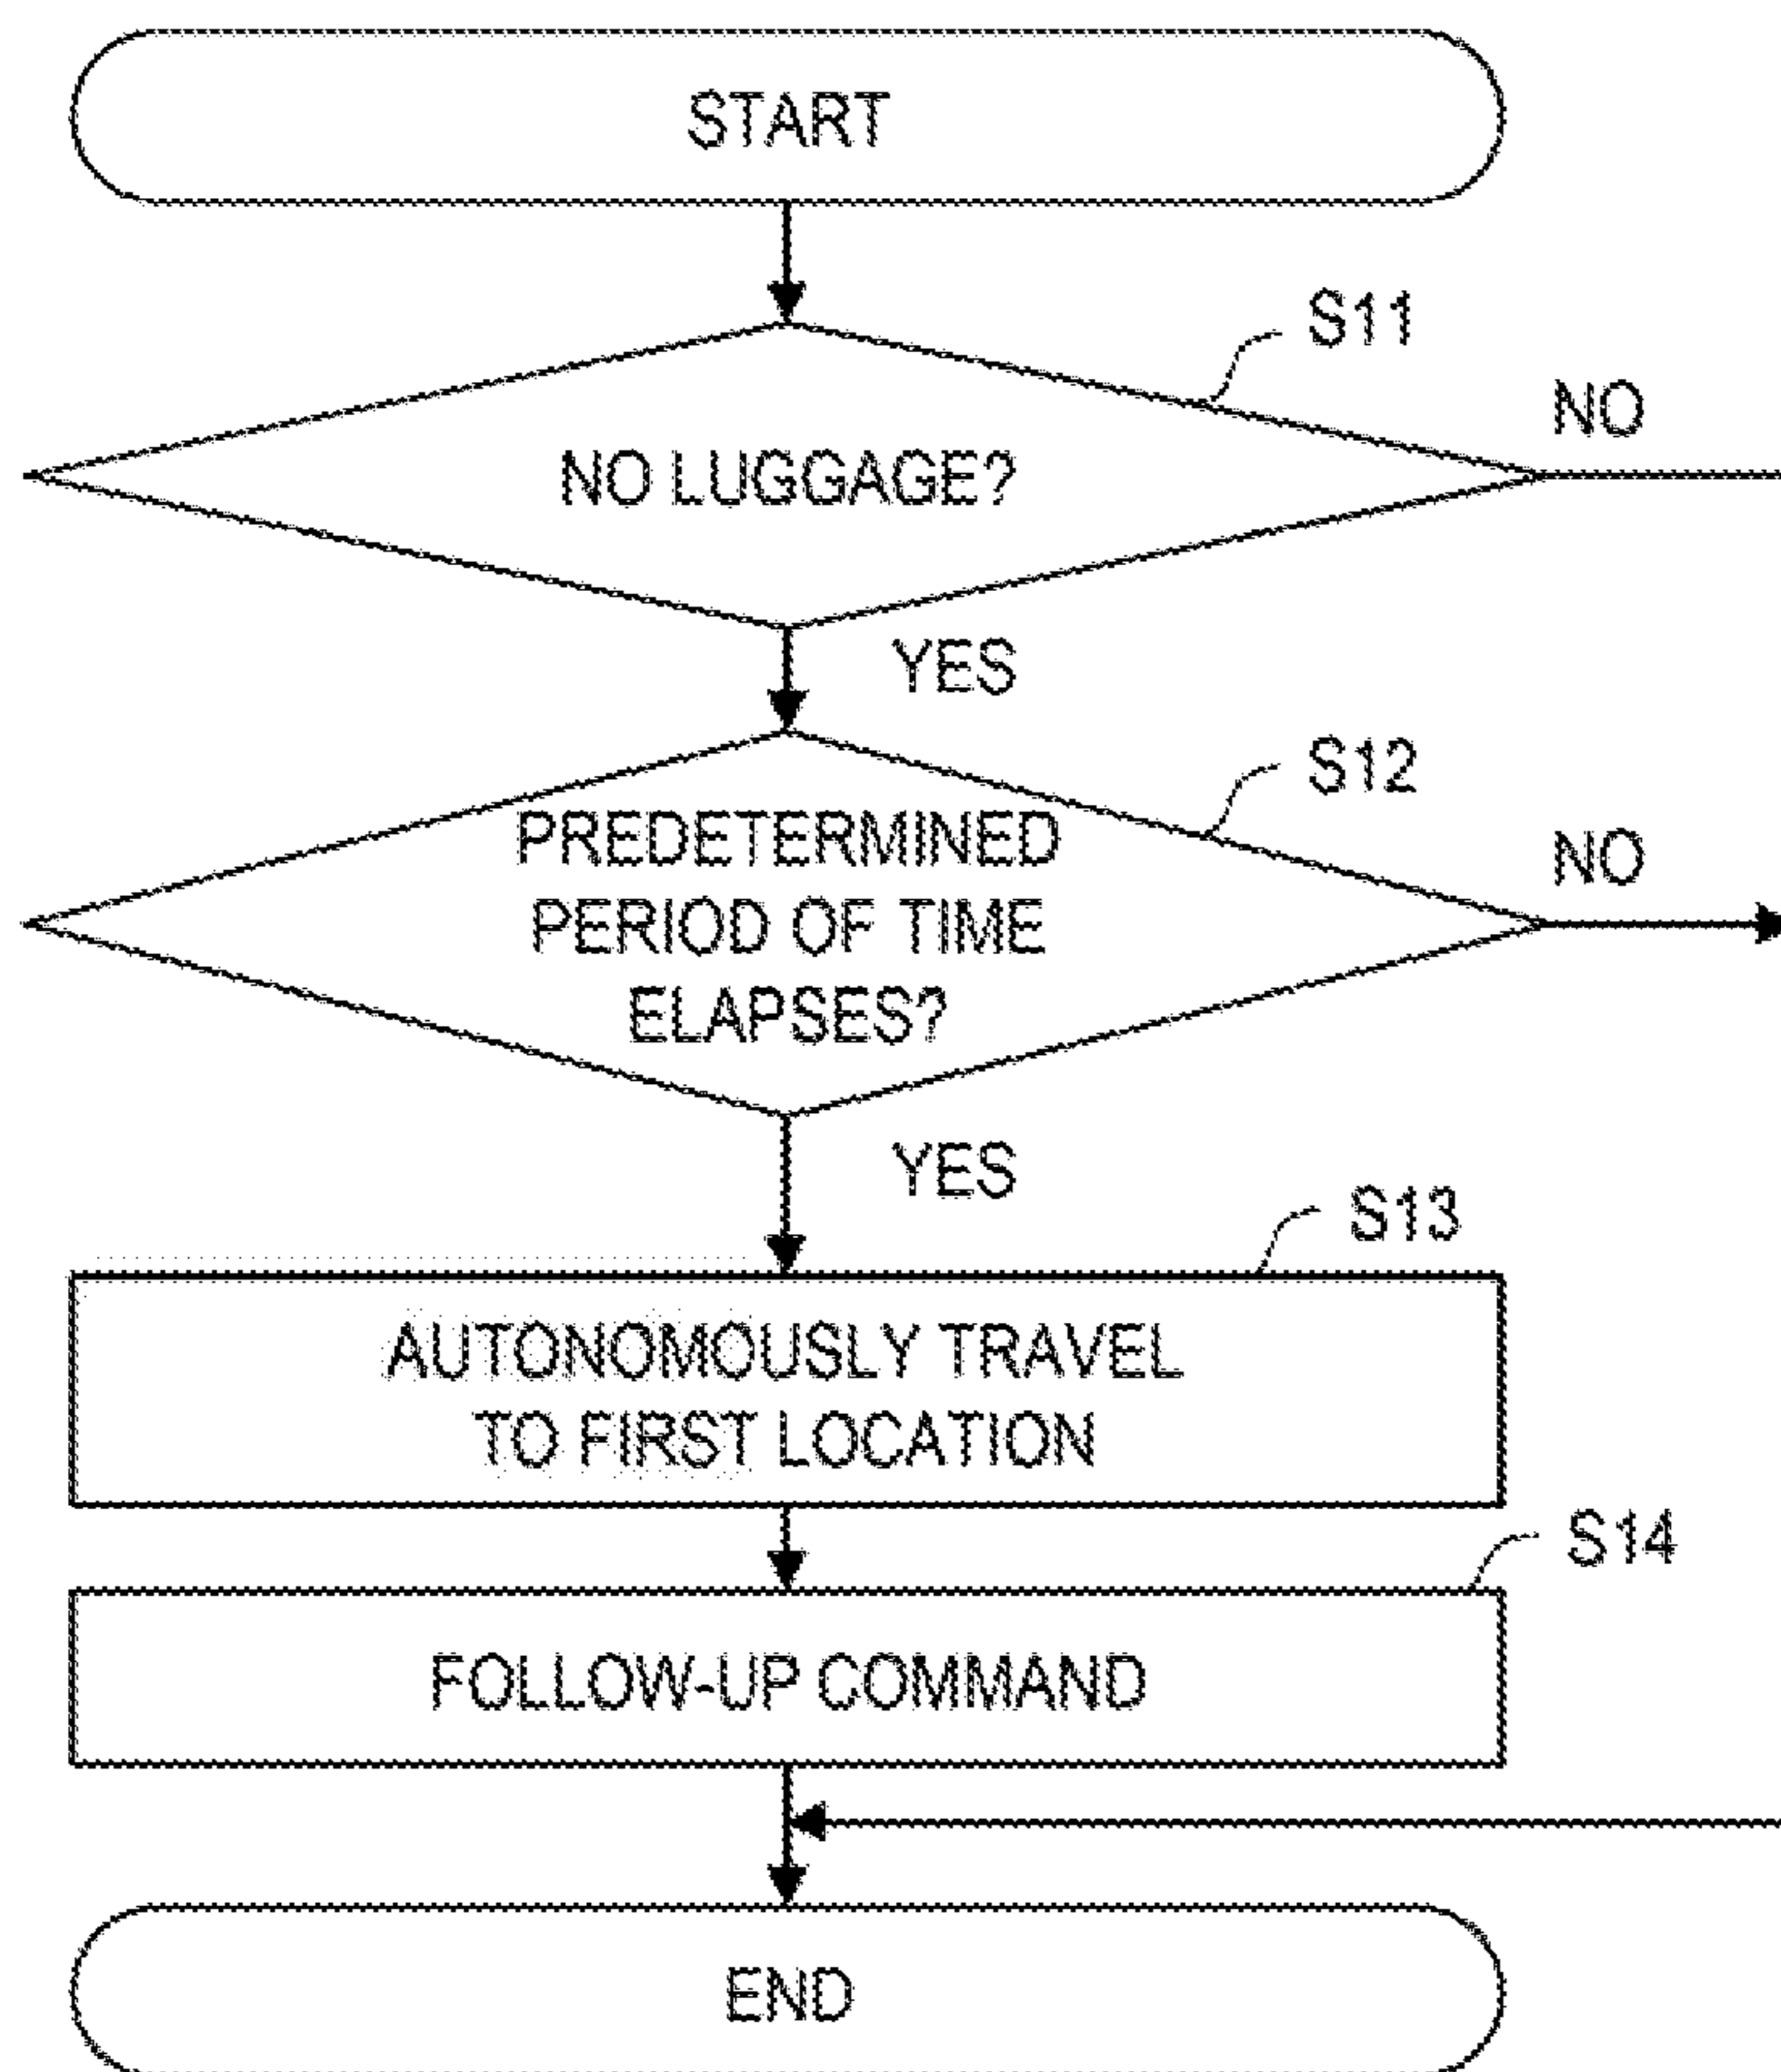 START
S11
NO
NO LUGGAGE?
YES
S12
NO
PREDETERMINED
PERIOD OF TIME
ELAPSES?
YES
S13
AUTONOMOUSLY TRAVEL
TO FIRST LOCATION
S14
FOLLOW-UP COMMAND
END